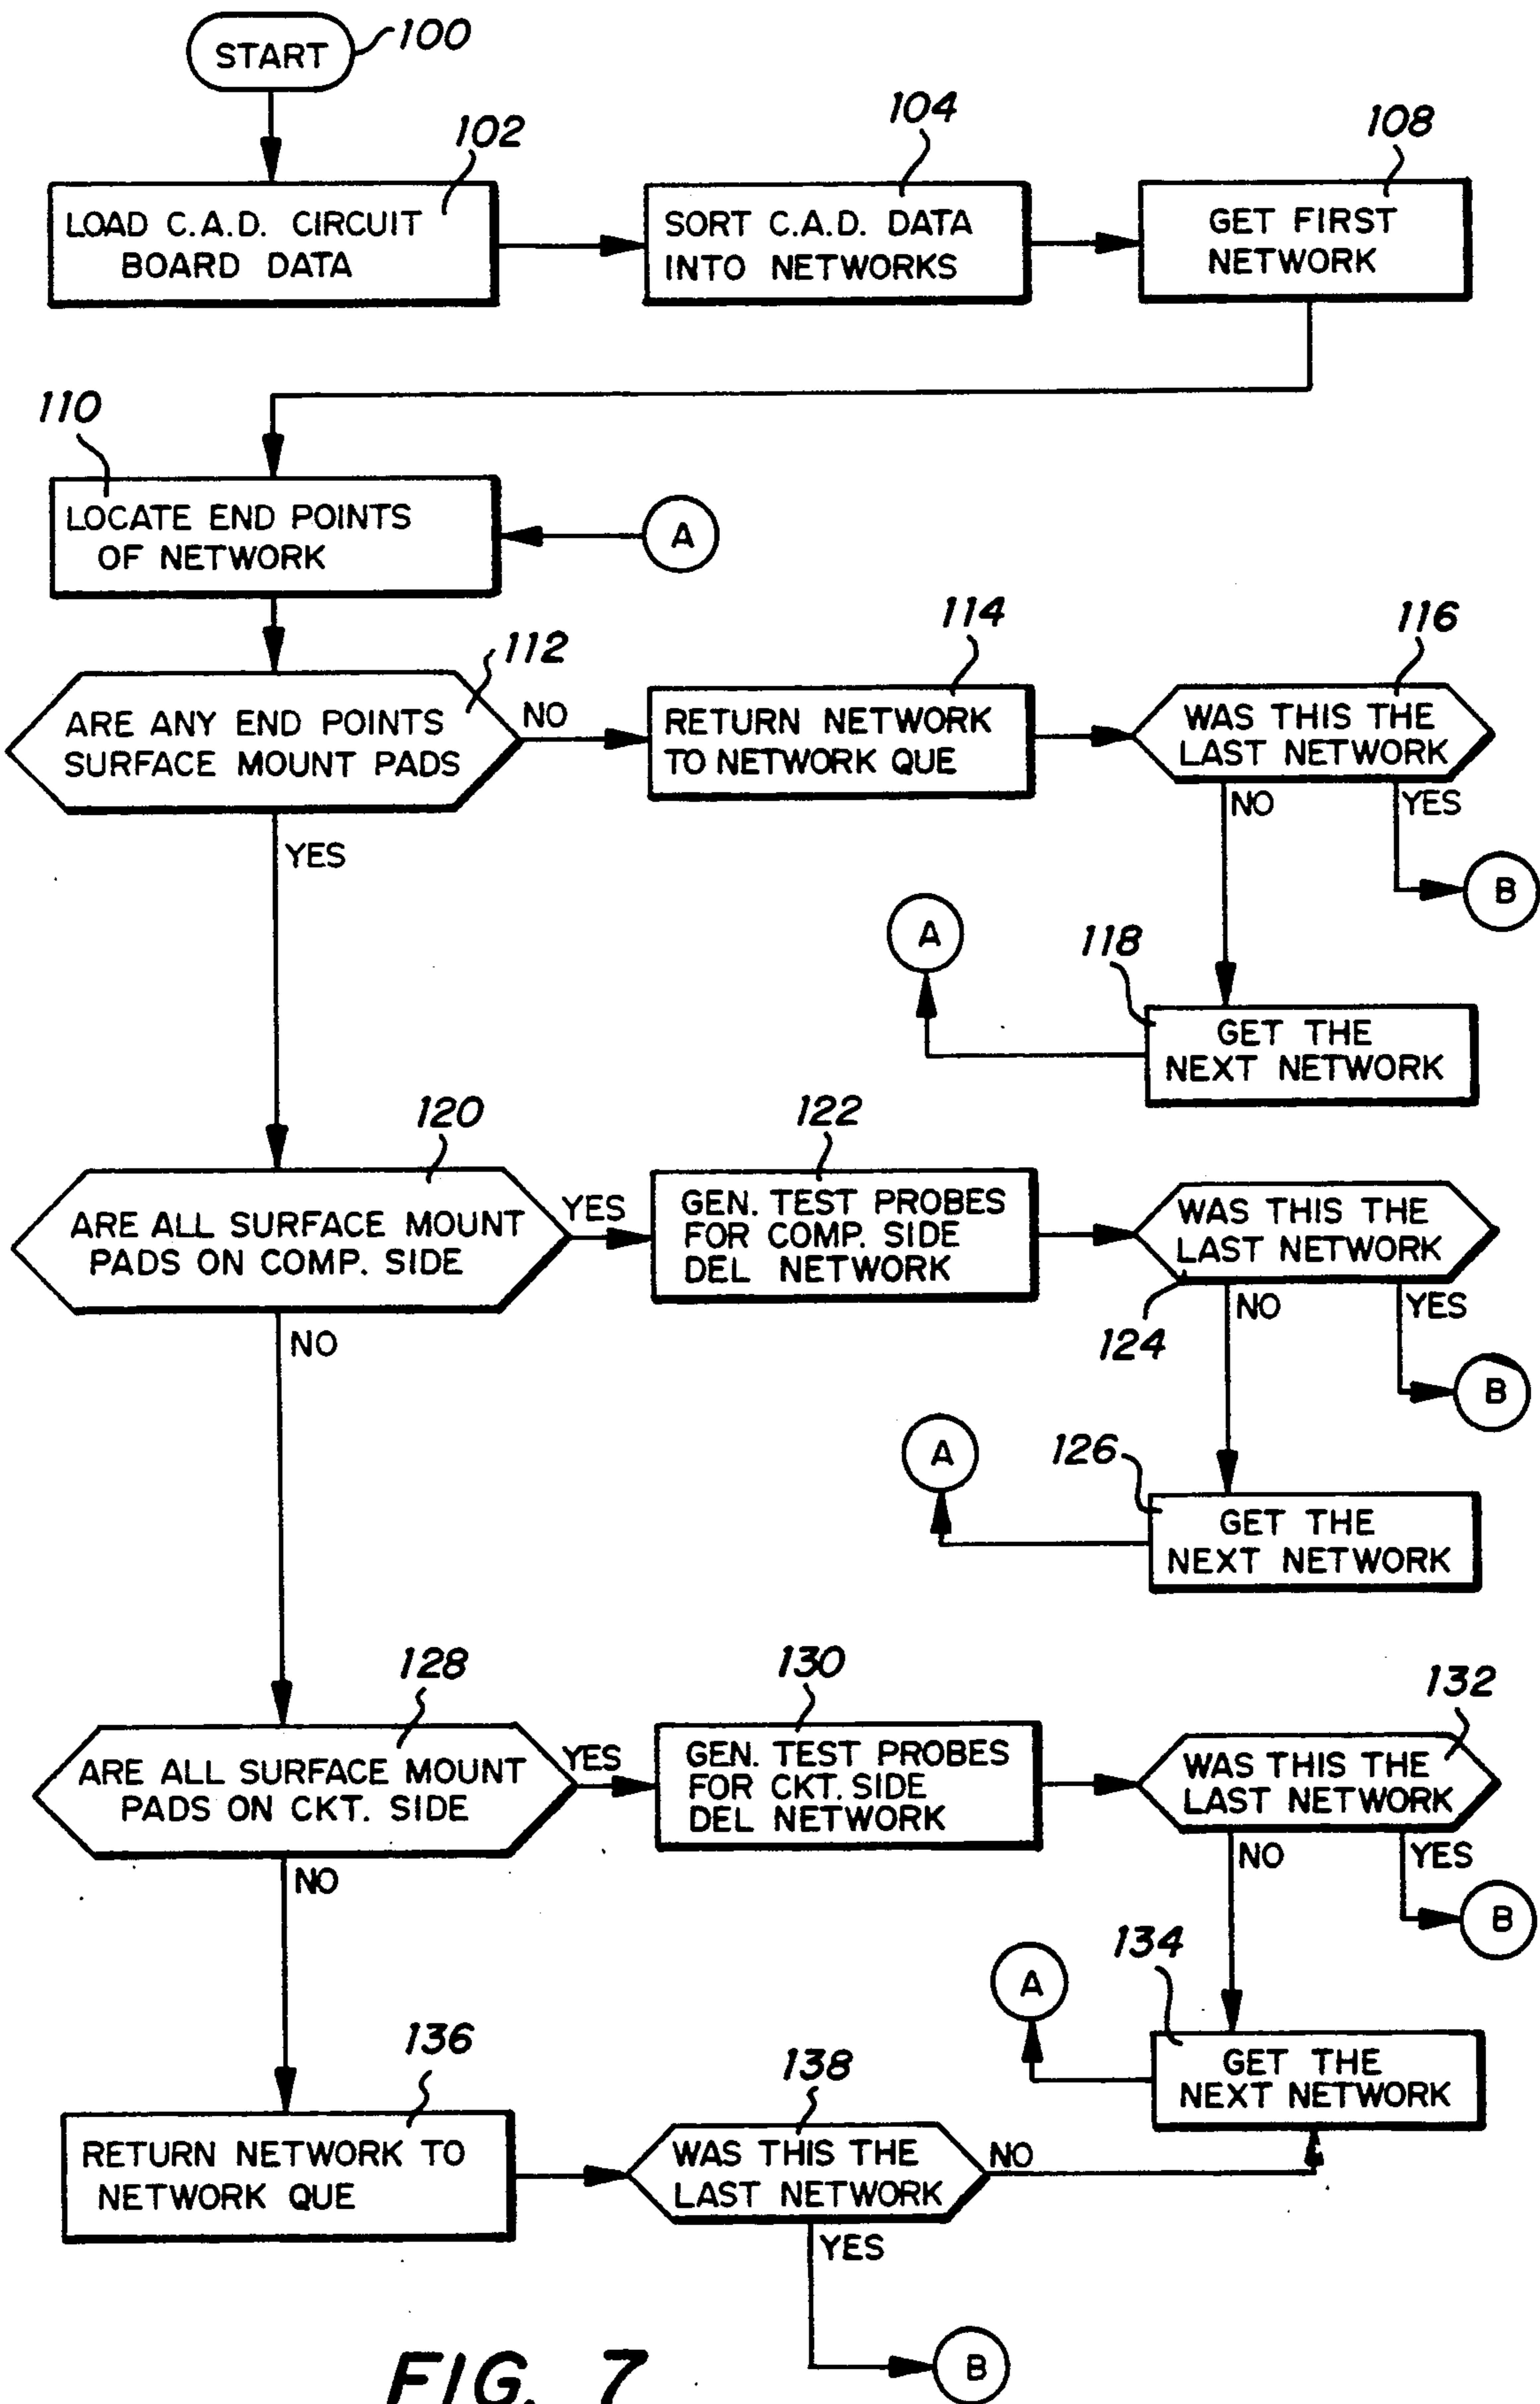 START
100
102
LOAD C.A.D. CIRCUIT
BOARD DATA
104
SORT C.A.D. DATA
INTO NETWORKS
108
GET FIRST
NETWORK
110
LOCATE END POINTS
OF NETWORK
A
112
ARE ANY END POINTS
SURFACE MOUNT PADS
NO
YES
114
RETURN NETWORK
TO NETWORK QUE
116
WAS THIS THE
LAST NETWORK
NO
YES
B
A
118
GET THE
NEXT NETWORK
120
ARE ALL SURFACE MOUNT
PADS ON COMP. SIDE
YES
NO
122
GEN. TEST PROBES
FOR COMP. SIDE
DEL NETWORK
WAS THIS THE
LAST NETWORK
124
NO
YES
B
A
126
GET THE
NEXT NETWORK
128
ARE ALL SURFACE MOUNT
PADS ON CKT. SIDE
YES
NO
130
GEN. TEST PROBES
FOR CKT. SIDE
DEL NETWORK
132
WAS THIS THE
LAST NETWORK
NO
YES
B
A
134
GET THE
NEXT NETWORK
136
RETURN NETWORK TO
NETWORK QUE
138
WAS THIS THE
LAST NETWORK
NO
YES
B
FIG. 7